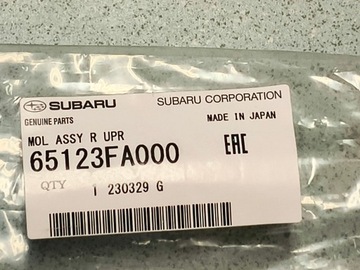 SUBARU SUBARU CORPORATION
GENUINE PARTS MADE IN JAPAN
MOL ASSY R UPR
65123FA000 EAC
QTY 1 230329 G